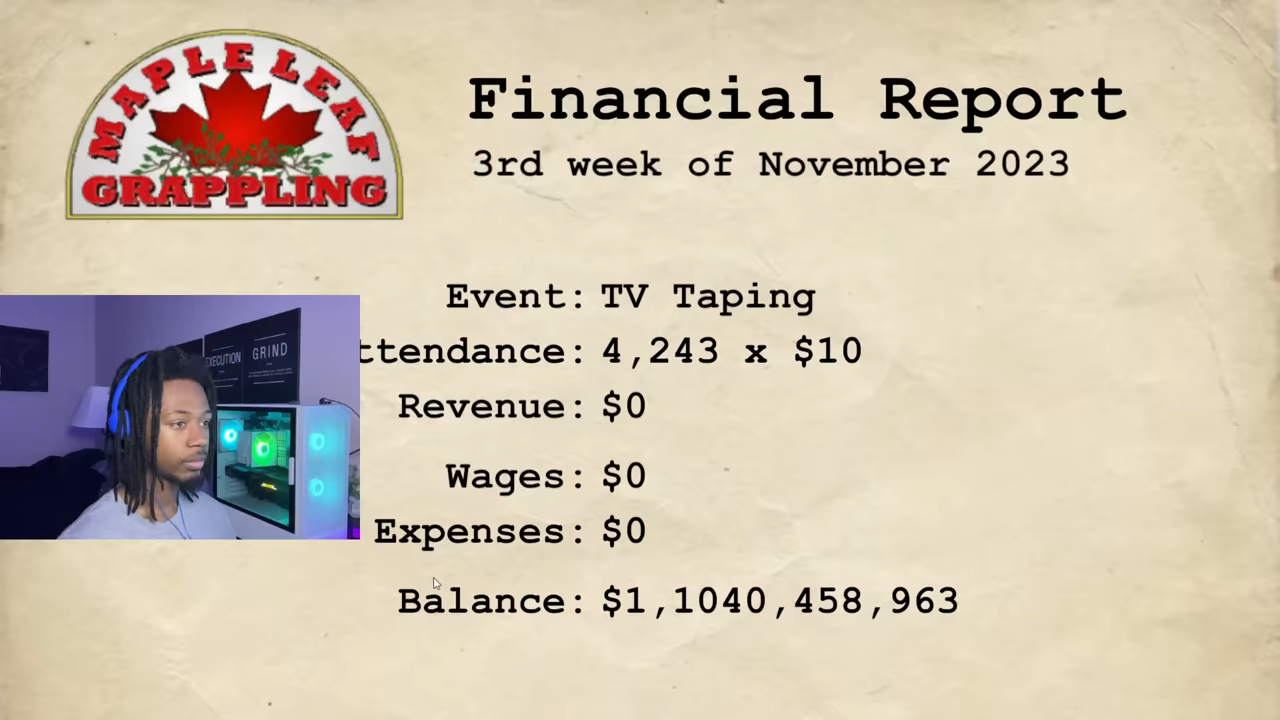 MAPLE LEAF
GRAPPLING
Financial Report
3rd week of November 2023
Event: TV Taping
ttendance: 4,243 x $10
Revenue: $0
Wages: $0
Expenses: $0
Balance: $1,1040,458,963
EXECUTION
GRIND